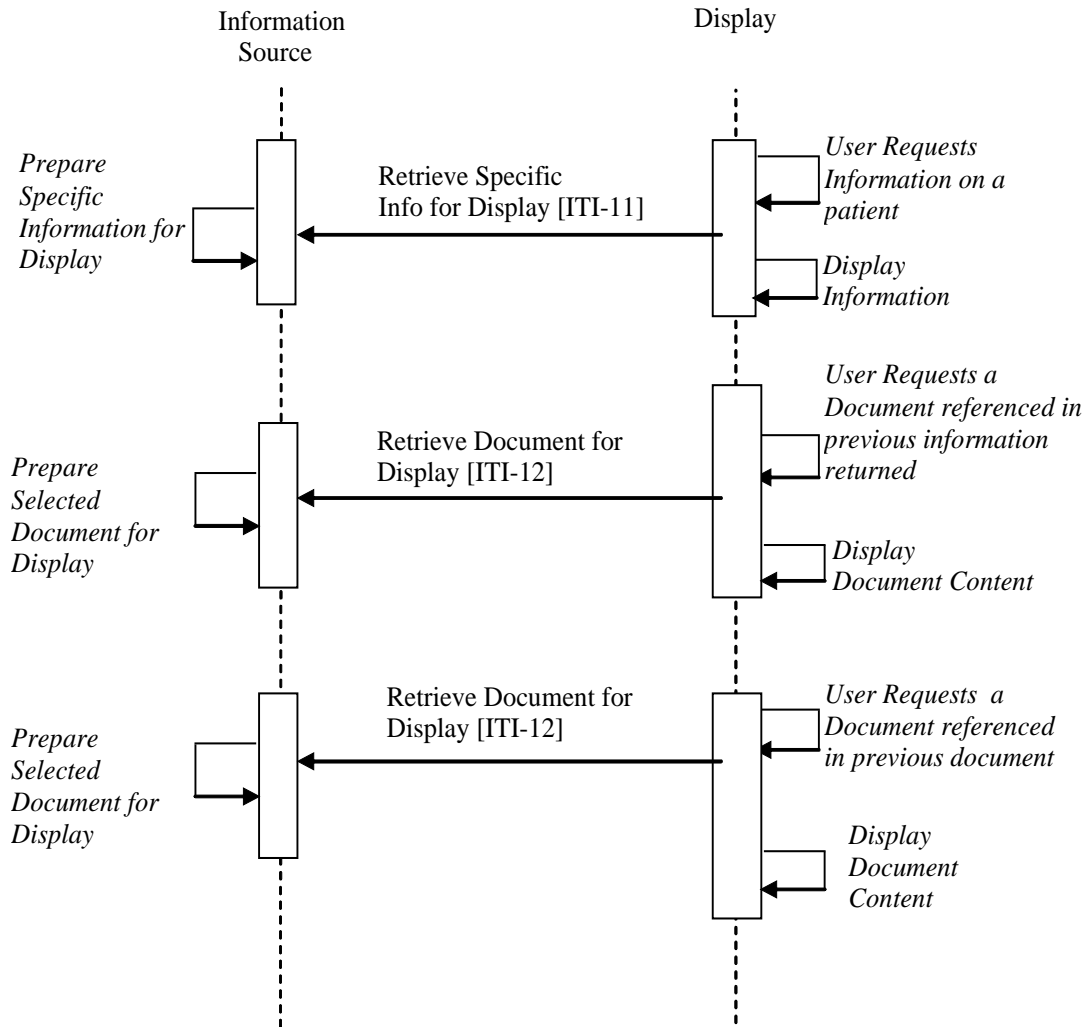 Information
Source
Display
Prepare
Specific
Information for
Display
Retrieve Specific
Info for Display [ITI-11]
User Requests
Information on a
patient
Display
Information
Prepare
Selected
Document for
Display
Retrieve Document for
Display [ITI-12]
User Requests a
Document referenced in
previous information
returned
Display
Document Content
Prepare
Selected
Document for
Display
Retrieve Document for
Display [ITI-12]
User Requests  a
Document referenced
in previous document
Display
Document
Content